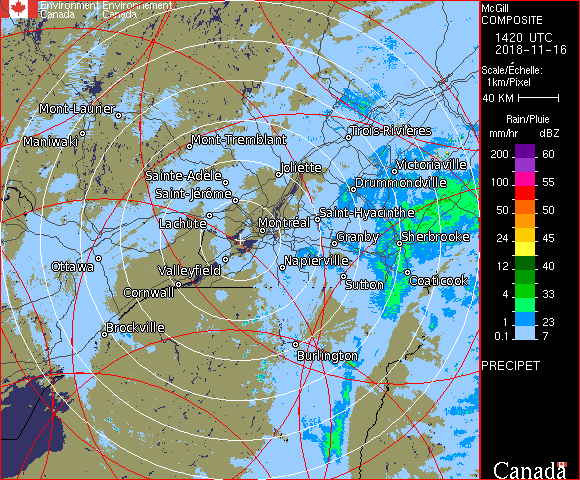 Environment Environnement
Canada Canada
McGill
COMPOSITE
1420 UTC
2018-11-16
Scale/Échelle:
1km/Pixel
40 KM
Rain/Pluie
mm/hr dBZ
200 60
100 55
50 50
24 45
12 40
4 33
1 23
0.1 7
PRECIPET
Canada
Mont-Laurier
Maniwaki
Mont-Tremblant
Trois-Rivières
Joliette
Victoriaville
Sainte-Adèle
Drummondville
Saint-Jérôme
Saint-Hyacinthe
Lachute
Montréal
Granby
Sherbrooke
Ottawa
Valleyfield
Napierville
Sutton
Coaticook
Cornwall
Brockville
Burlington